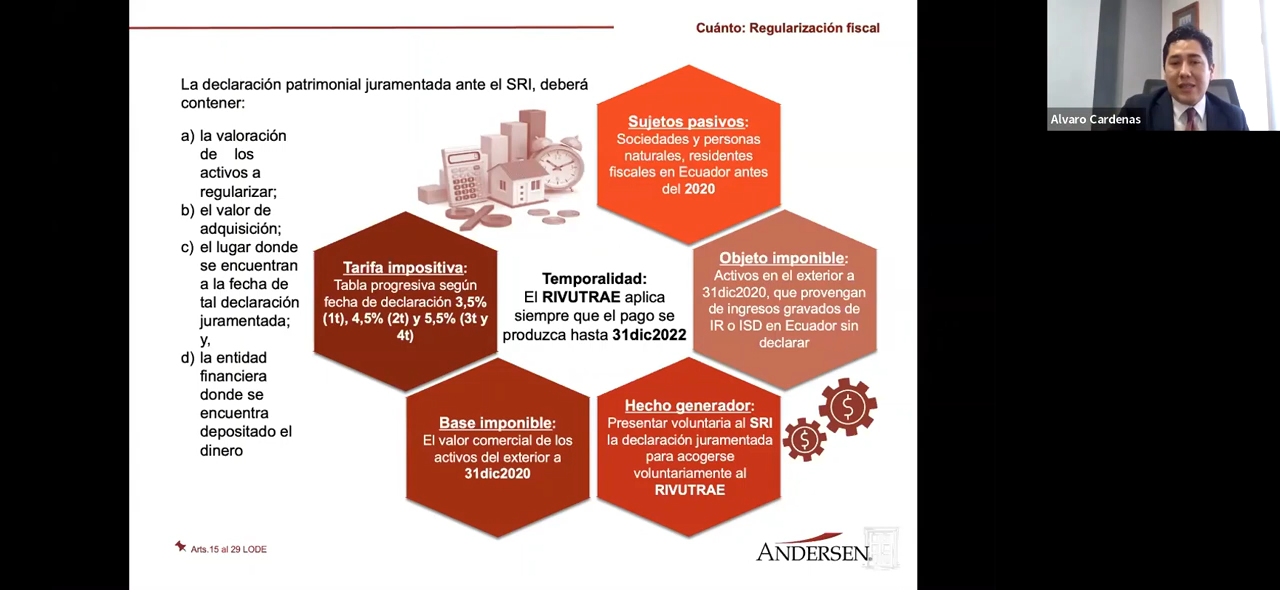 Cuánto: Regularización fiscal
Alvaro Cardenas
La declaración patrimonial juramentada ante el SRI, deberá
contener:
a) la valoración
de los
activos a
regularizar;
b) el valor de
adquisición;
c) el lugar donde
se encuentran
a la fecha de
tal declaración
juramentada;
y,
d) la entidad
financiera
donde se
encuentra
depositado el
dinero
Sujetos pasivos:
Sociedades y personas
naturales, residentes
fiscales en Ecuador antes
del 2020
Objeto imponible:
Activos en el exterior a
31dic2020, que provengan
de ingresos gravados de
IR o ISD en Ecuador sin
declarar
Hecho generador:
Presentar voluntaria al SRI
la declaración juramentada
para acogerse
voluntariamente al
RIVUTRAE
Base imponible:
El valor comercial de los
activos del exterior a
31dic2020
Tarifa impositiva:
Tabla progresiva según
fecha de declaración 3,5%
(1t), 4,5% (2t) y 5,5% (3t y
4t)
Temporalidad:
El RIVUTRAE aplica
siempre que el pago se
produzca hasta 31dic2022
Arts.15 al 29 LODE
ANDERSEN®